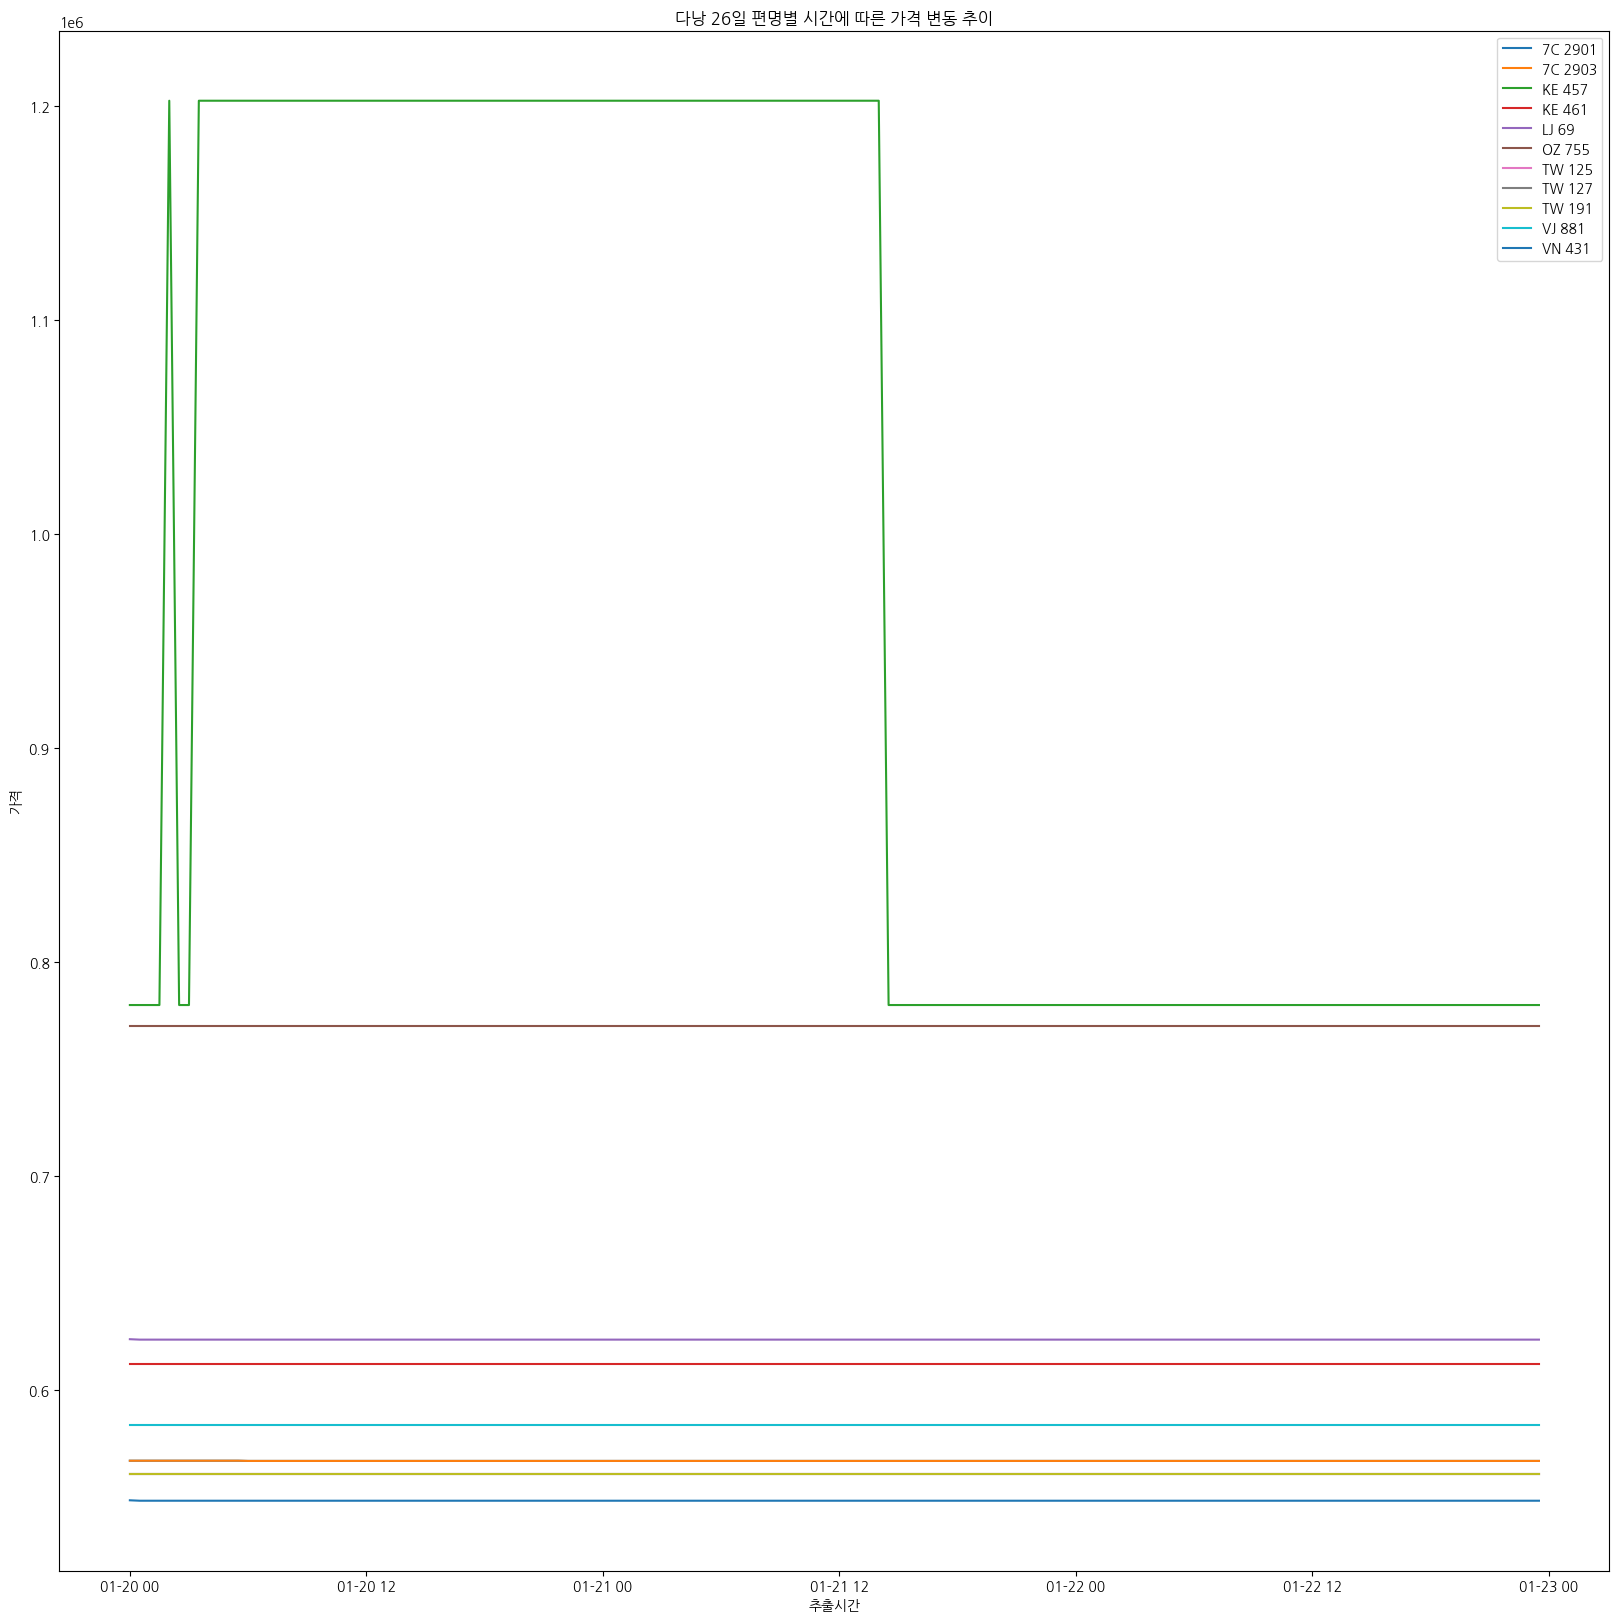 다낭 26일 편명별 시간에 따른 가격 변동 추이
1e6
1.2
1.1
1.0
0.9
0.8
0.7
0.6
가격
7C 2901
7C 2903
KE 457
KE 461
LJ 69
OZ 755
TW 125
TW 127
TW 191
VJ 881
VN 431
01-20 00
01-20 12
01-21 00
01-21 12
01-22 00
01-22 12
01-23 00
추출시간